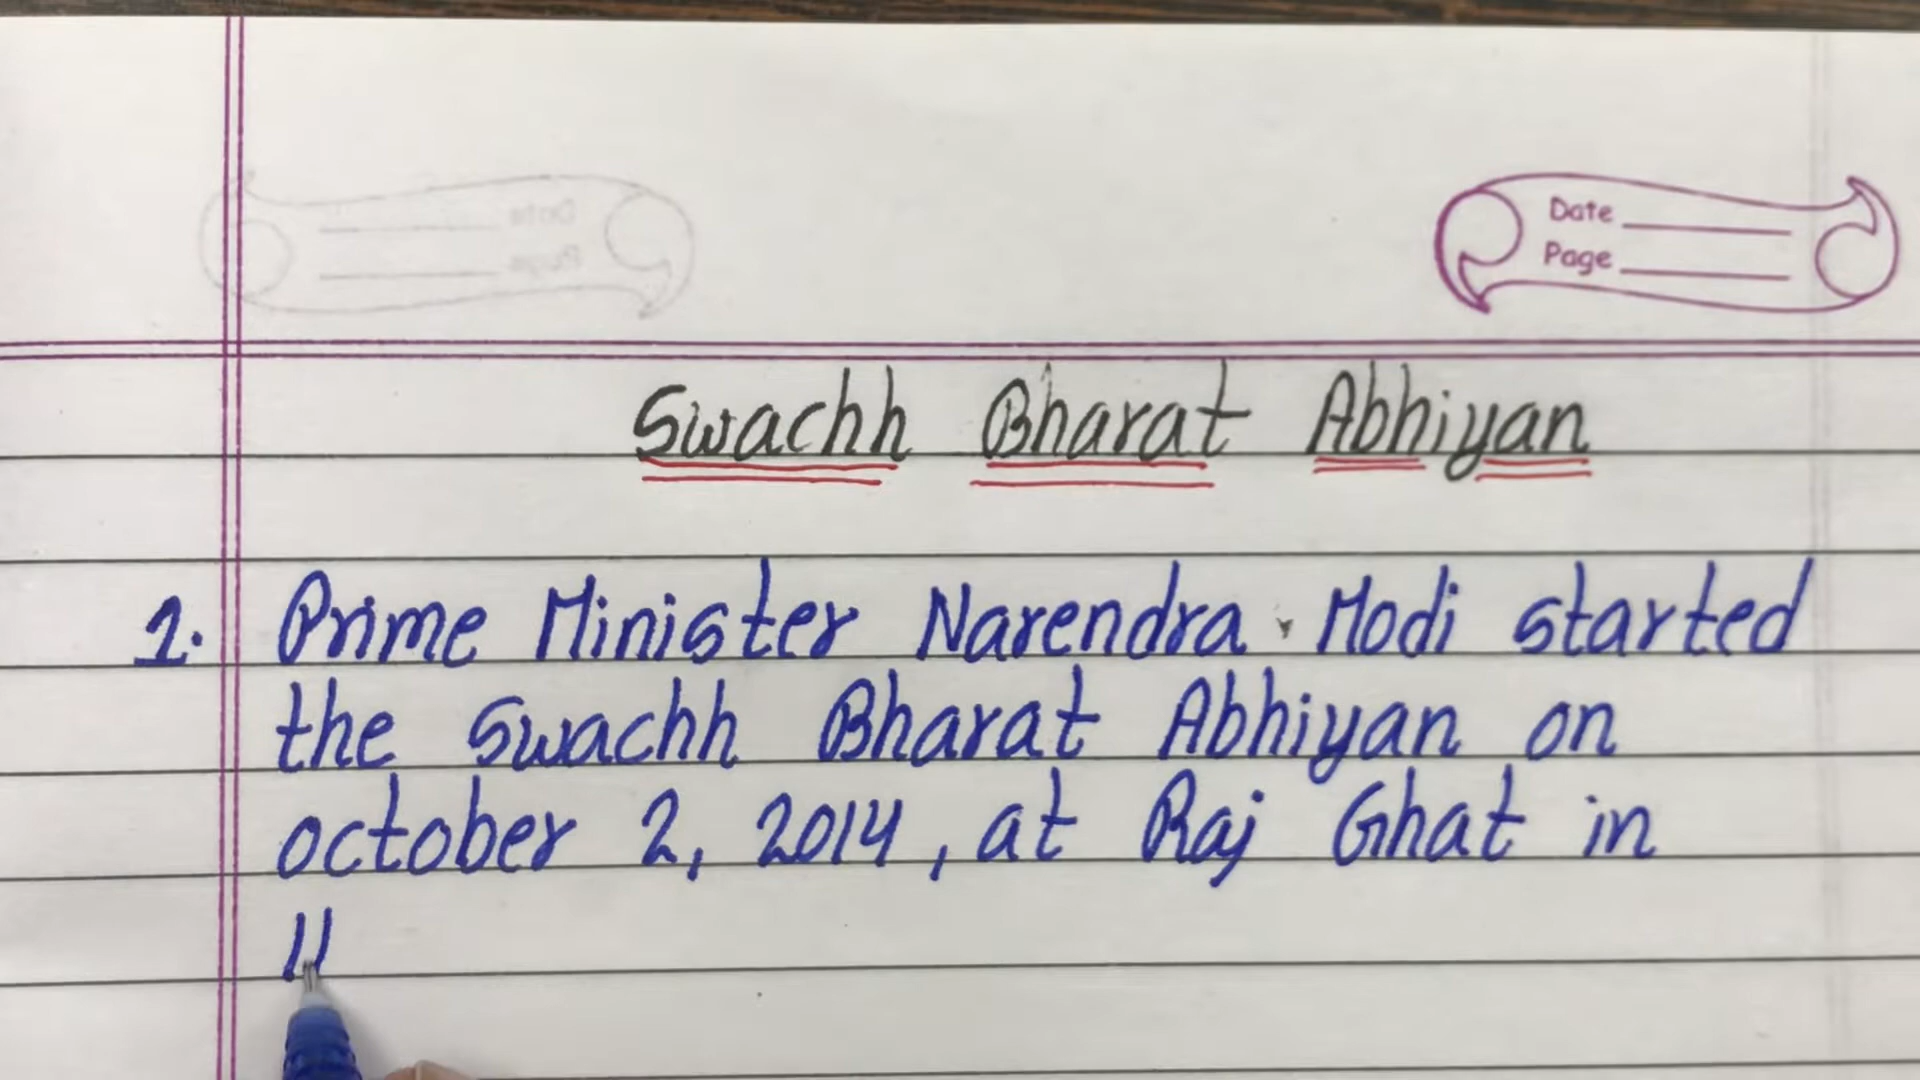 Date
Page
Swachh Bharat Abhiyan
1. Prime Minister Narendra Modi started
the Swachh Bharat Abhiyan on
october 2, 2014, at Raj Ghat in